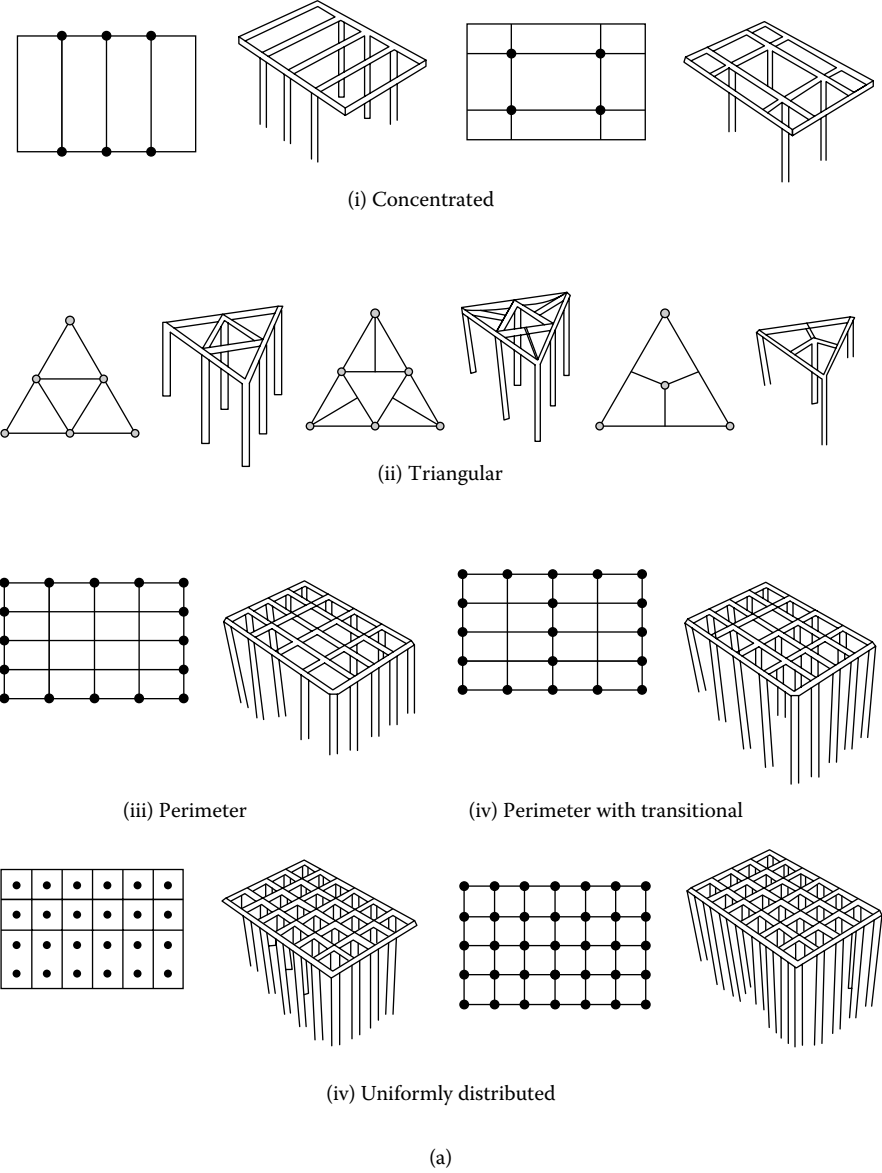 (i) Concentrated
(ii) Triangular
(iii) Perimeter
(iv) Perimeter with transitional
(iv) Uniformly distributed
(a)